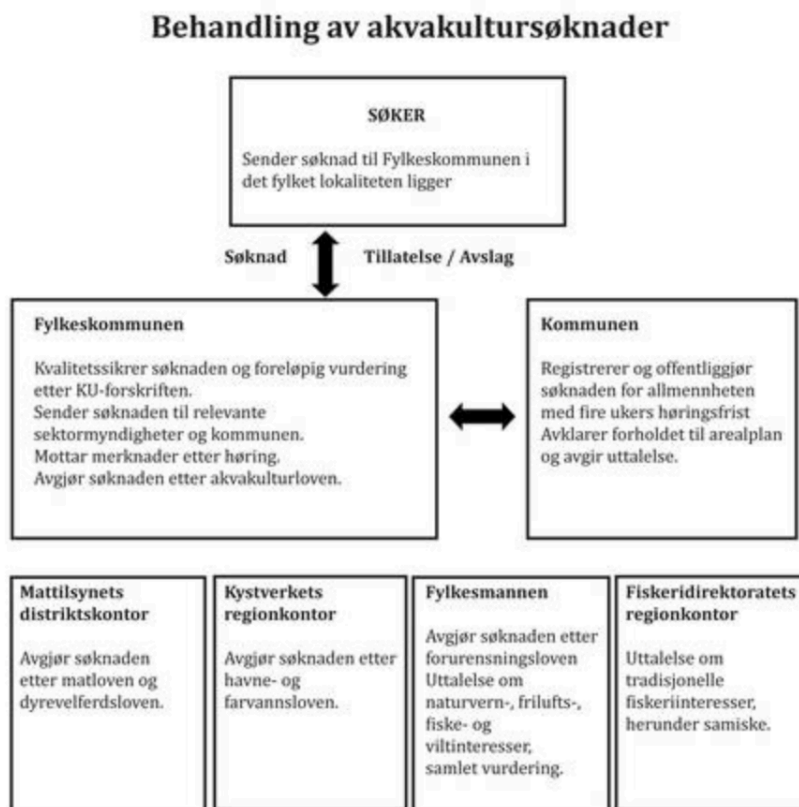 Behandling av akvakultursøknader
SØKER
Sender søknad til Fylkeskommunen i
det fylket lokaliteten ligger
Søknad
Tillatelse / Avslag
Fylkeskommunen
Kvalitetssikrer søknaden og foreløpig vurdering
etter KU-forskriften.
Sender søknaden til relevante
sektormyndigheter og kommunen.
Mottar merknader etter høring.
Avgjør søknaden etter akvakulturloven.
Kommunen
Registrerer og offentliggjør
søknaden for allmennheten
med fire ukers høringsfrist
Avklarer forholdet til arealplan
og avgir uttalelse.
Mattilsynets
distriktskontor
Avgjør søknaden
etter matloven og
dyrevelferdsloven.
Kystverkets
regionkontor
Avgjør søknaden etter
havne- og
farvannsloven.
Fylkesmannen
Avgjør søknaden etter
forurensningsloven
Uttalelse om
naturvern-, frilufts-,
fiske- og
viltinteresser,
samlet vurdering.
Fiskeridirektoratets
regionkontor
Uttalelse om
tradisjonelle
fiskeriinteresser,
herunder samiske.